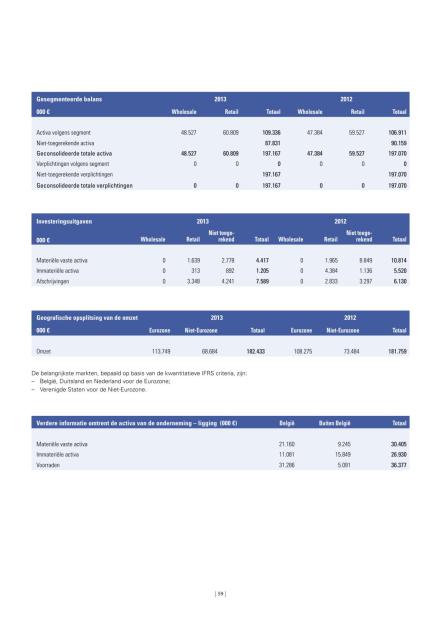 Gesegmenteerde balans 2013 2012
000 € Wholesale Retail Totaal Wholesale Retail Totaal
Activa volgens segment 48.527 60.809 109.336 47.384 59.527 106.911
Niet-toegerekende activa 87.831 90.159
Geconsolideerde totale activa 48.527 60.809 197.167 47.384 59.527 197.070
Verplichtingen volgens segment 0 0 0 0 0 0
Niet-toegerekende verplichtingen 197.167 197.070
Geconsolideerde totale verplichtingen 0 0 197.167 0 0 197.070
Investeringsuitgaven 2013 2012
000 € Wholesale Retail Niet toege-rekend Totaal Wholesale Retail Niet toege-rekend Totaal
Materiële vaste activa 0 1.639 2.778 4.417 0 1.965 8.849 10.814
Immateriële activa 0 313 892 1.205 0 4.384 1.136 5.520
Afschrijvingen 0 3.348 4.241 7.589 0 2.833 3.297 6.130
Geografische opsplitsing van de omzet 2013 2012
000 € Eurozone Niet-Eurozone Totaal Eurozone Niet-Eurozone Totaal
Omzet 113.749 68.684 182.433 108.275 73.484 181.759
De belangrijkste markten, bepaald op basis van de kwantitatieve IFRS criteria, zijn:
– België, Duitsland en Nederland voor de Eurozone;
– Verenigde Staten voor de Niet-Eurozone.
Verdere informatie omtrent de activa van de onderneming – ligging (000 €) België Buiten België Totaal
Materiële vaste activa 21.160 9.245 30.405
Immateriële activa 11.081 15.849 26.930
Voorraden 31.286 5.091 36.377
| 59 |